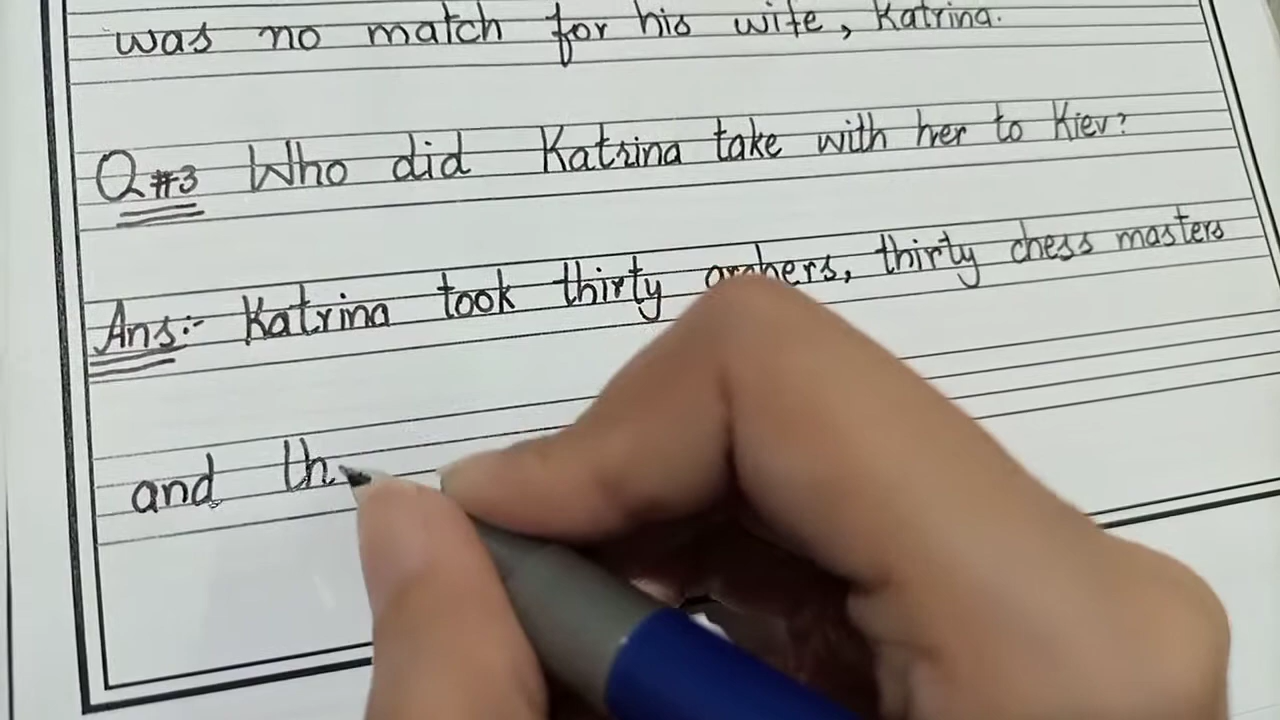 was no match for his wife, Katrina.
Q#3 Who did Katrina take with her to Kiev?
Ans:- Katrina took thirty archers, thirty chess masters
and th